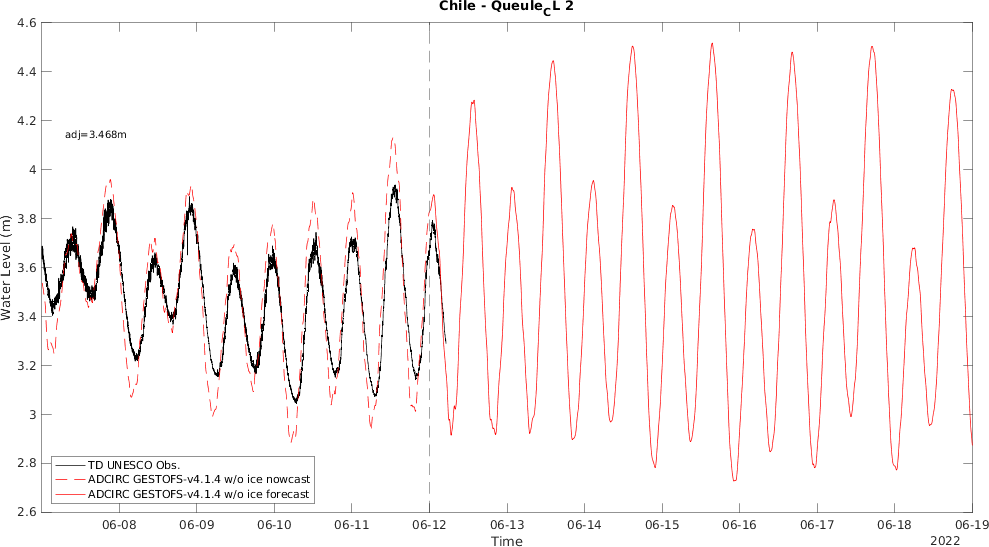 Chile - QueuleCL 2
4.6
4.4
4.2
4
3.8
3.6
3.4
3.2
3
2.8
2.6
Water Level (m)
adj=3.468m
TD UNESCO Obs.
ADCIRC GESTOFS-v4.1.4 w/o ice nowcast
ADCIRC GESTOFS-v4.1.4 w/o ice forecast
06-08 06-09 06-10 06-11 06-12 06-13 06-14 06-15 06-16 06-17 06-18 06-19
Time
2022